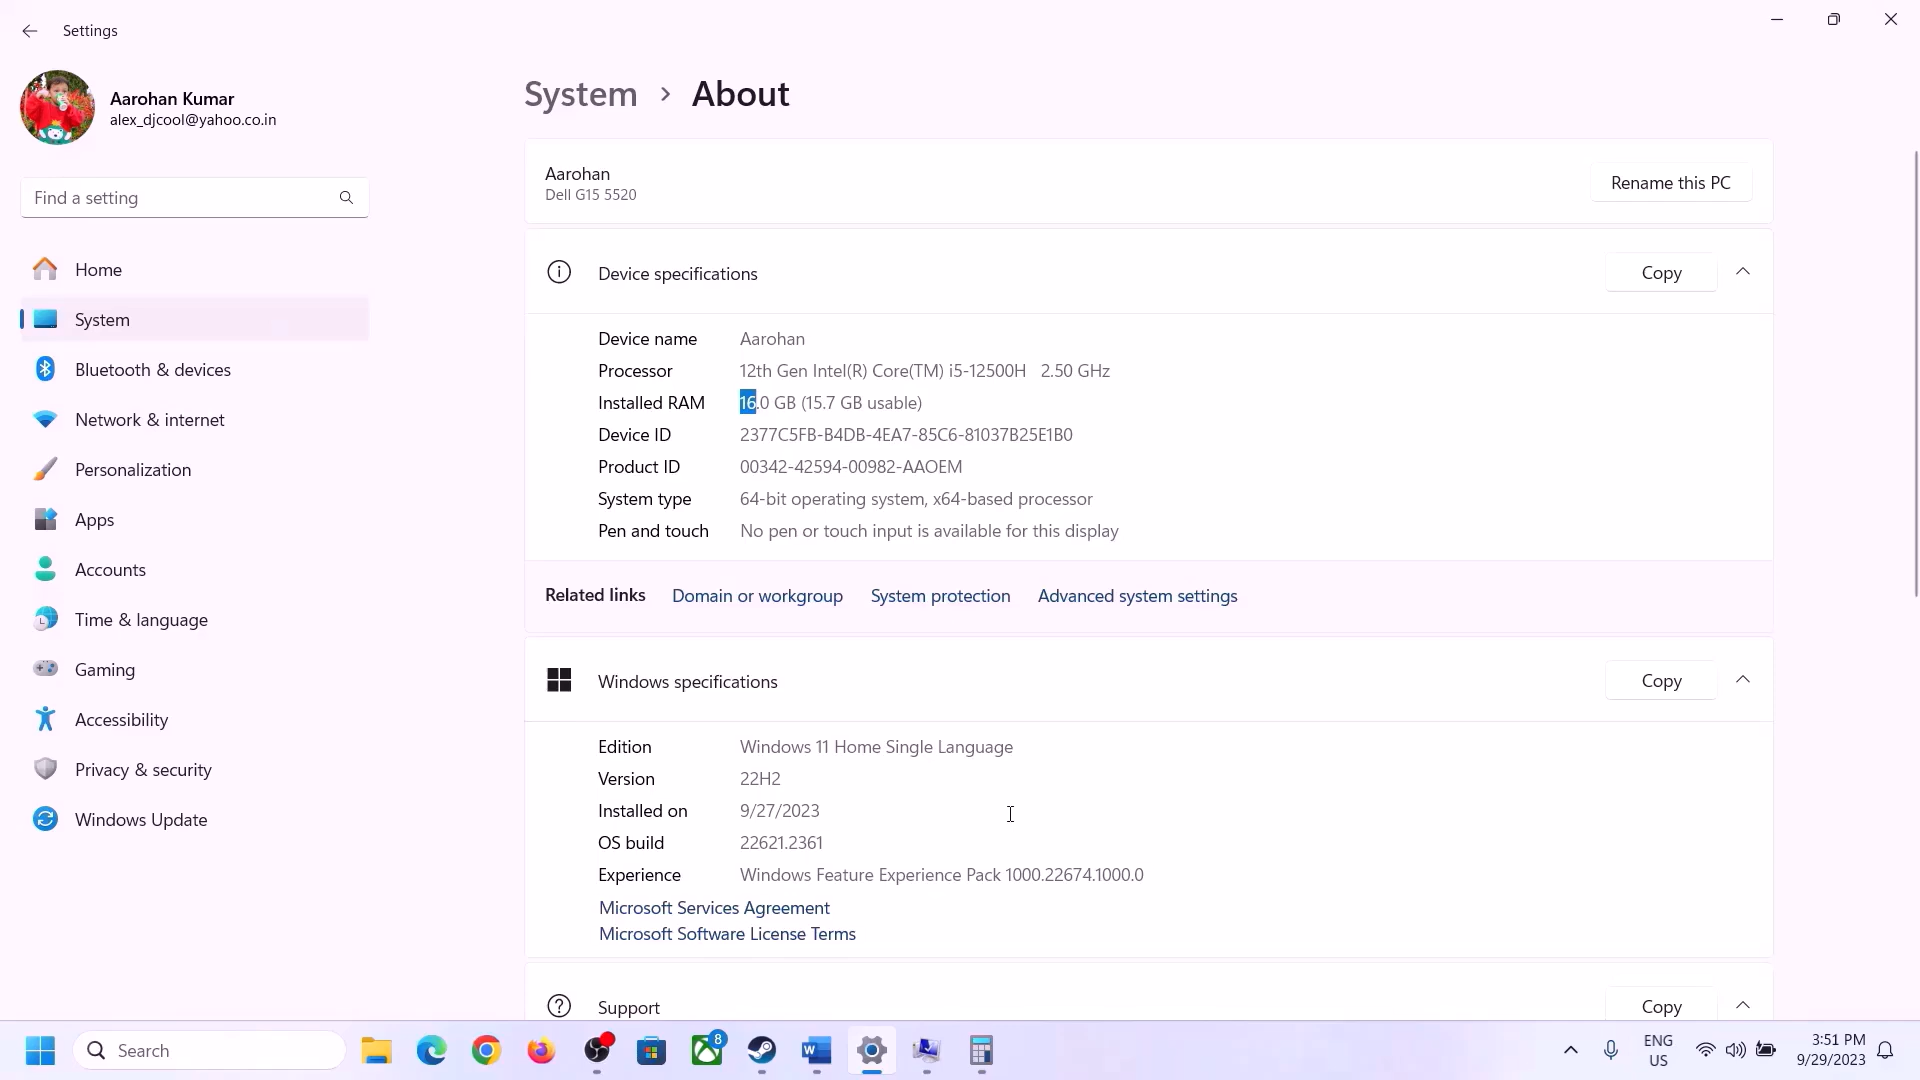 Settings
Aarohan Kumar
alex_djcool@yahoo.co.in
Find a setting
Home
System
Bluetooth & devices
Network & internet
Personalization
Apps
Accounts
Time & language
Gaming
Accessibility
Privacy & security
Windows Update
System > About
Aarohan
Dell G15 5520
Rename this PC
Device specifications Copy
Device name Aarohan
Processor 12th Gen Intel(R) Core(TM) i5-12500H 2.50 GHz
Installed RAM 16.0 GB (15.7 GB usable)
Device ID 2377C5FB-B4DB-4EA7-85C6-81037B25E1B0
Product ID 00342-42594-00982-AAOEM
System type 64-bit operating system, x64-based processor
Pen and touch No pen or touch input is available for this display
Related links Domain or workgroup System protection Advanced system settings
Windows specifications Copy
Edition Windows 11 Home Single Language
Version 22H2
Installed on 9/27/2023
OS build 22621.2361
Experience Windows Feature Experience Pack 1000.22674.1000.0
Microsoft Services Agreement
Microsoft Software License Terms
Support Copy
Search 8 ENG 3:51 PM
US 9/29/2023